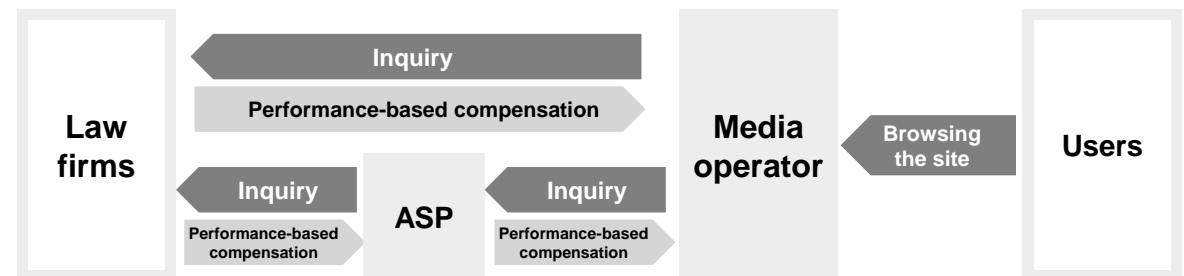 Law
firms
Inquiry
Performance-based compensation
Inquiry
Performance-based
compensation
ASP
Inquiry
Performance-based
compensation
Media
operator
Browsing
the site
Users